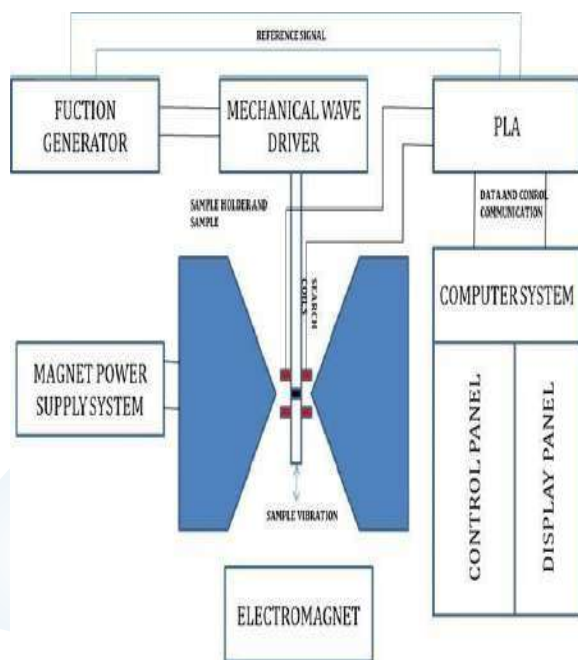 REFERENCE SIGNAL
FUCTION
GENERATOR
MECHANICAL WAVE
DRIVER
PLA
SAMPLE HOLDER AND
SAMPLE
DATA AND CONROL
COMMUNICATION
SEARCH
COILS
COMPUTER SYSTEM
MAGNET POWER
SUPPLY SYSTEM
CONTROL PANEL
DISPLAY PANEL
SAMPLE VIBRATION
ELECTROMAGNET